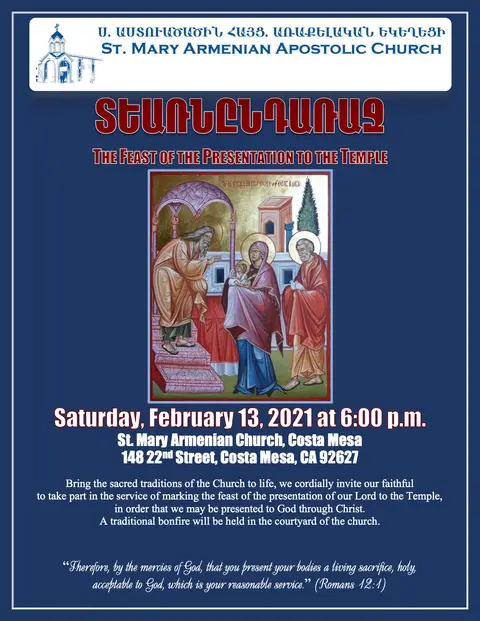 Ս. ԱՍՏՈՒԱԾԱԾԻՆ ՀԱՅՑ. ԱՌԱՔԵԼԱԿԱՆ ԵԿԵՂԵՑԻ
ST. MARY ARMENIAN APOSTOLIC CHURCH
ՏԵԱՌՆԸՆԴԱՌԱՋ
THE FEAST OF THE PRESENTATION TO THE TEMPLE
Saturday, February 13, 2021 at 6:00 p.m.
St. Mary Armenian Church, Costa Mesa
148 22nd Street, Costa Mesa, CA 92627
Bring the sacred traditions of the Church to life, we cordially invite our faithful
to take part in the service of marking the feast of the presentation of our Lord to the Temple,
in order that we may be presented to God through Christ.
A traditional bonfire will be held in the courtyard of the church.
“Therefore, by the mercies of God, that you present your bodies a living sacrifice, holy,
acceptable to God, which is your reasonable service.” (Romans 12:1)